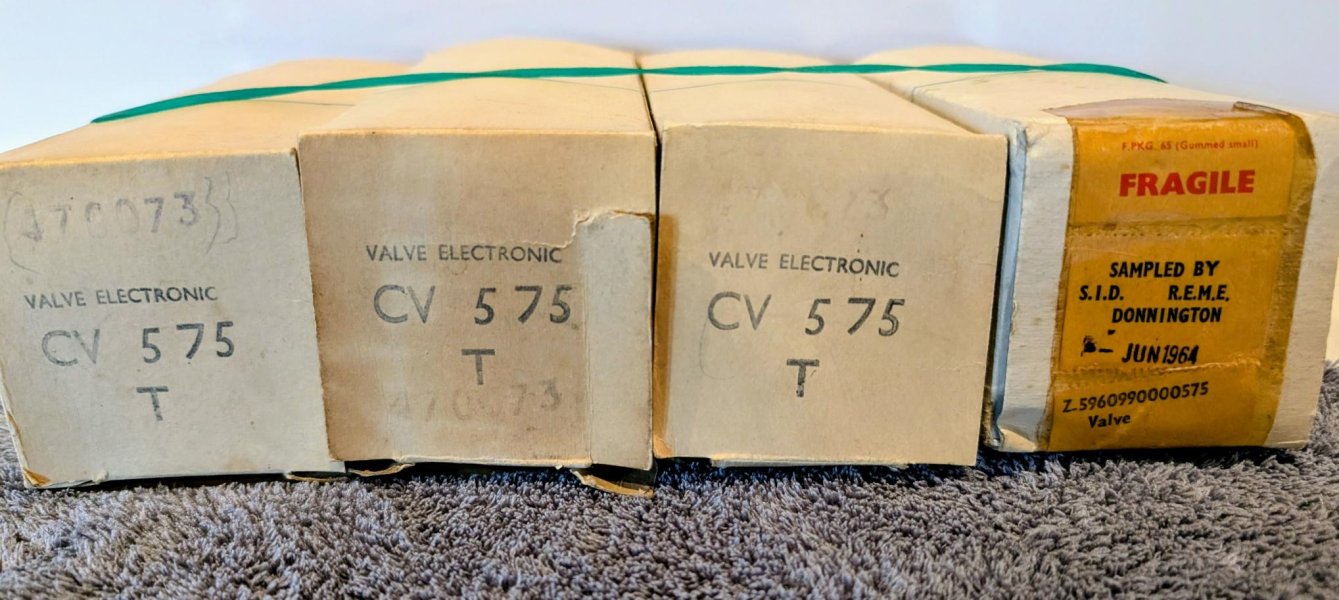 470073
VALVE ELECTRONIC
CV 575
T
VALVE ELECTRONIC
CV 575
T
470073
VALVE ELECTRONIC
CV 575
T
F.PKG. 65 (Gummed small)
FRAGILE
SAMPLED BY
S.I.D. R.E.M.E.
DONNINGTON
JUN 1964
Z.5960990000575
Valve